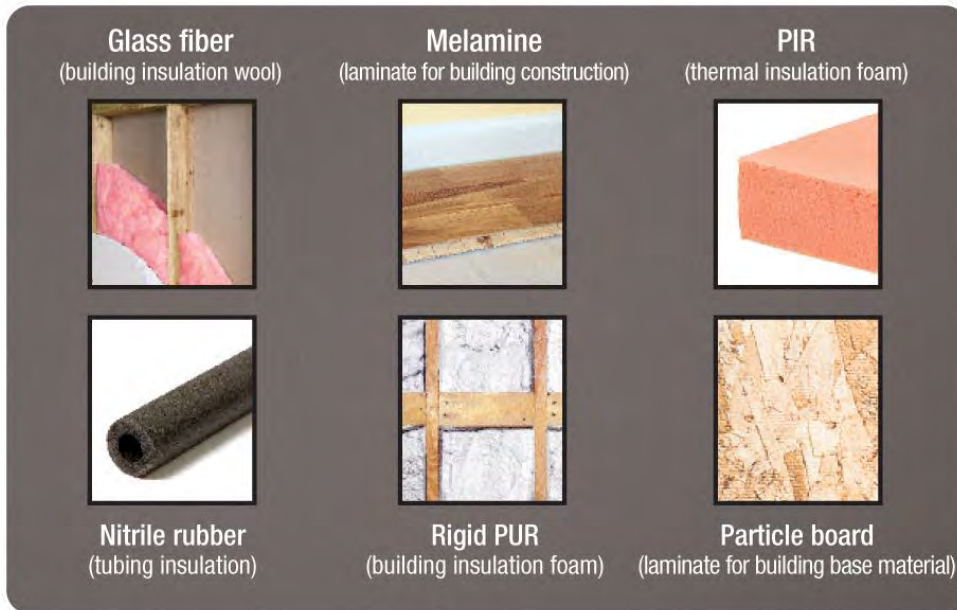 Glass fiber
(building insulation wool)
Melamine
(laminate for building construction)
PIR
(thermal insulation foam)
Nitrile rubber
(tubing insulation)
Rigid PUR
(building insulation foam)
Particle board
(laminate for building base material)